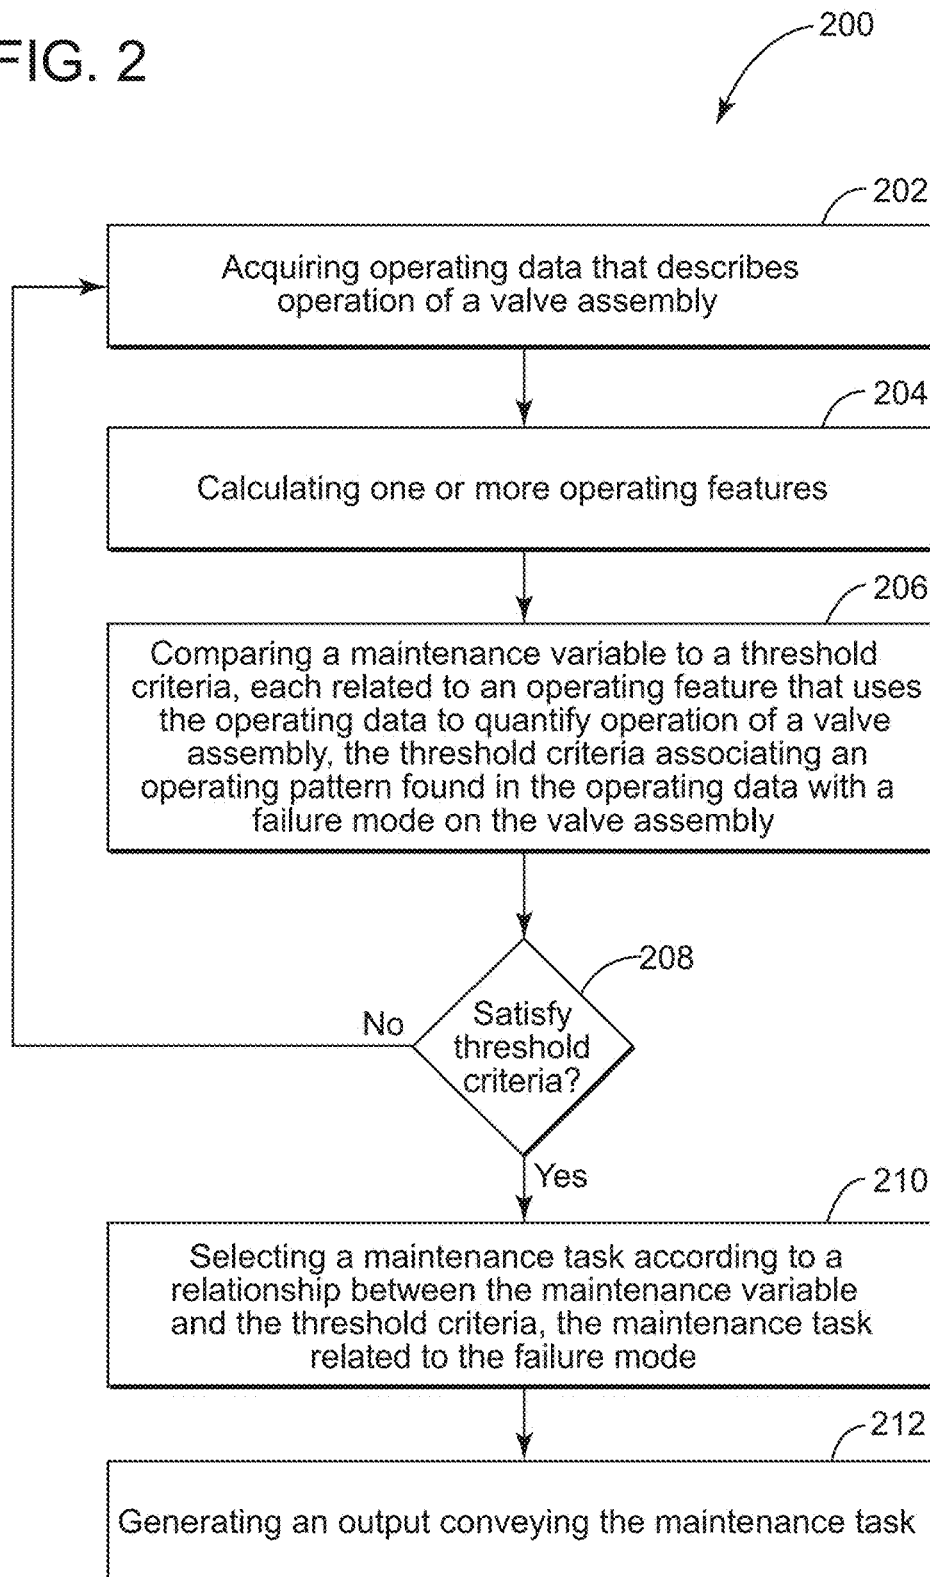 FIG. 2
200
202
Acquiring operating data that describes
operation of a valve assembly
204
Calculating one or more operating features
206
Comparing a maintenance variable to a threshold
criteria, each related to an operating feature that uses
the operating data to quantify operation of a valve
assembly, the threshold criteria associating an
operating pattern found in the operating data with a
failure mode on the valve assembly
208
Satisfy
threshold
criteria?
No
Yes
210
Selecting a maintenance task according to a
relationship between the maintenance variable
and the threshold criteria, the maintenance task
related to the failure mode
212
Generating an output conveying the maintenance task